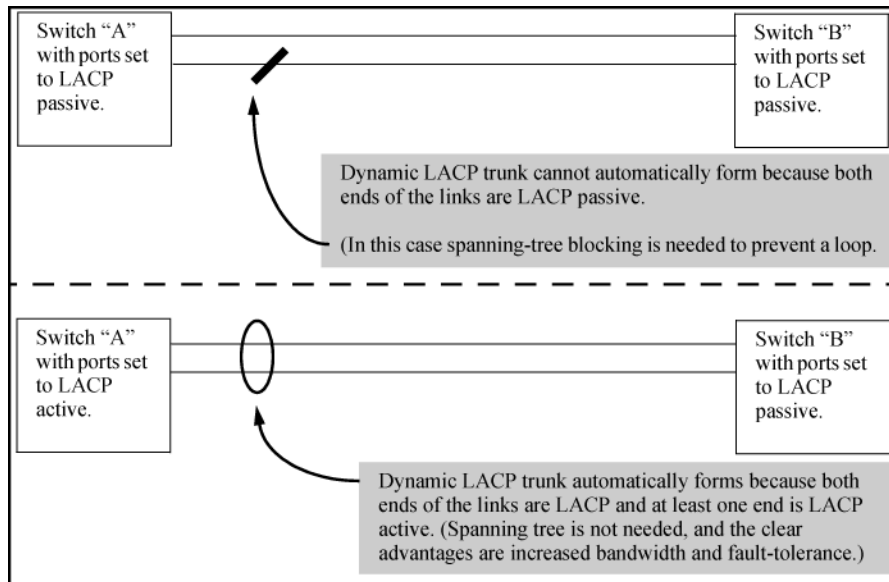 Switch “A”
with ports set
to LACP
passive.
Switch “B”
with ports set
to LACP
passive.
Dynamic LACP trunk cannot automatically form because both
ends of the links are LACP passive.
(In this case spanning-tree blocking is needed to prevent a loop.
Switch “A”
with ports set
to LACP
active.
Switch “B”
with ports set
to LACP
passive.
Dynamic LACP trunk automatically forms because both
ends of the links are LACP and at least one end is LACP
active. (Spanning tree is not needed, and the clear
advantages are increased bandwidth and fault-tolerance.)